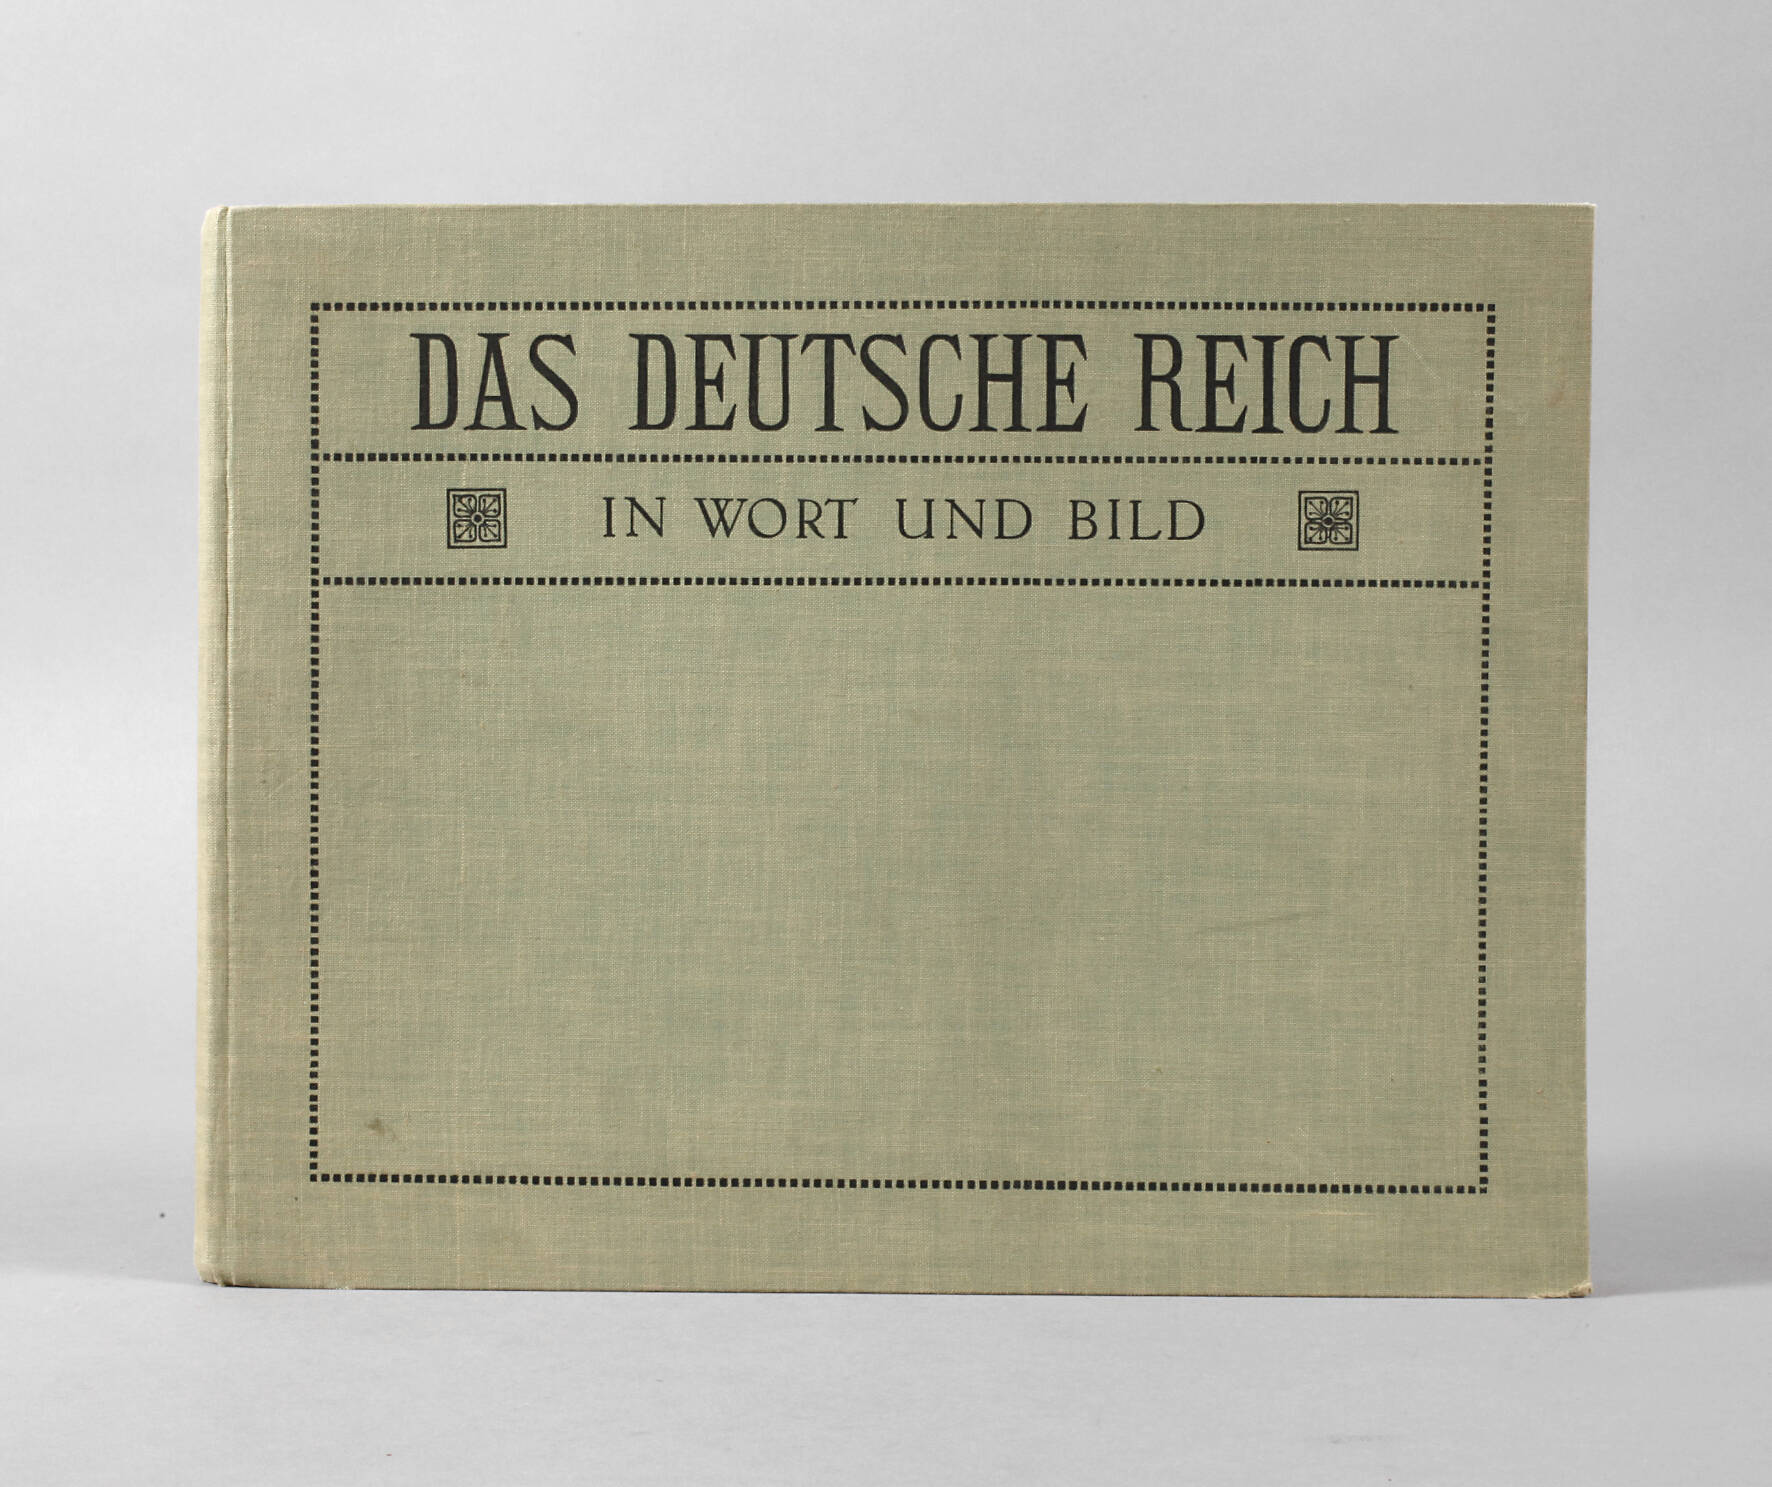 DAS DEUTSCHE REICH
IN WORT UND BILD